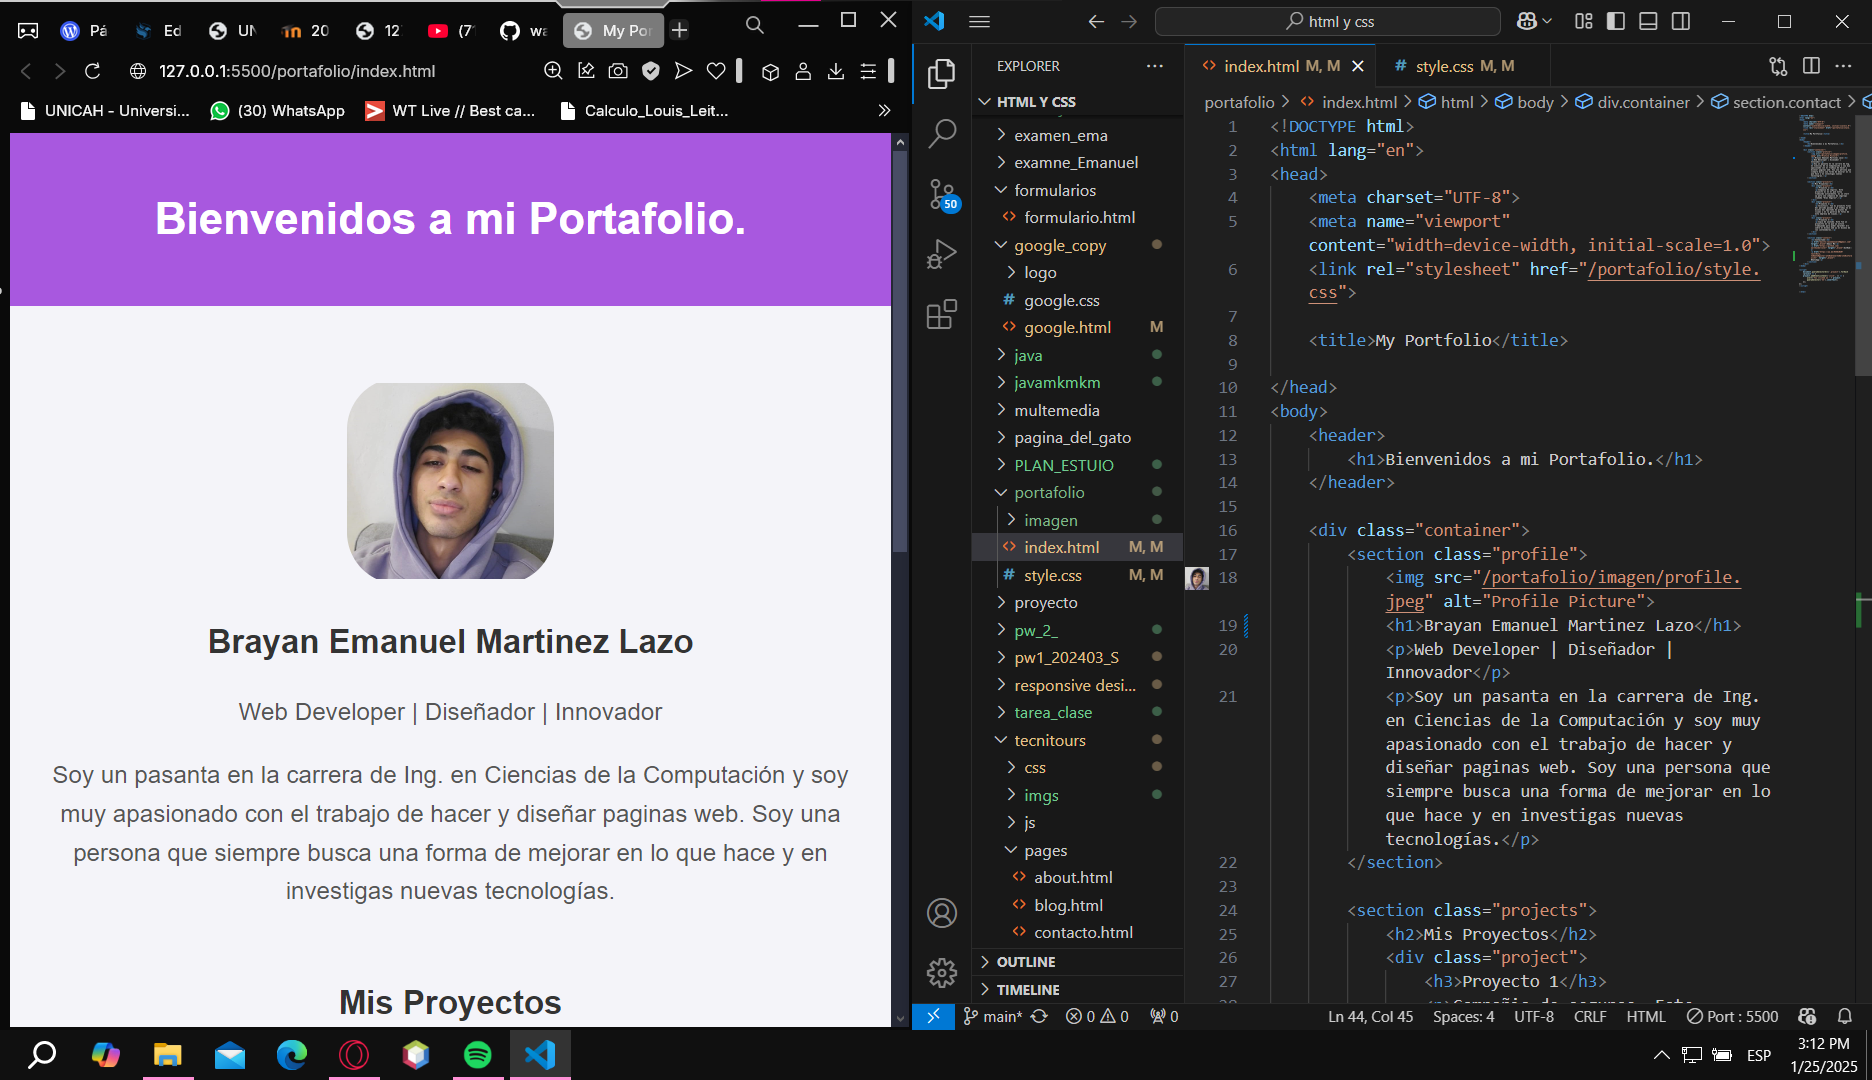 Pá
Ed
UN
20
12
(7
wa
My Por
127.0.0.1:5500/portafolio/index.html
UNICAH - Universi...
(30) WhatsApp
WT Live // Best ca...
Calculo_Louis_Leit...
Bienvenidos a mi Portafolio.
Brayan Emanuel Martinez Lazo
Web Developer | Diseñador | Innovador
Soy un pasanta en la carrera de Ing. en Ciencias de la Computación y soy
muy apasionado con el trabajo de hacer y diseñar paginas web. Soy una
persona que siempre busca una forma de mejorar en lo que hace y en
investigas nuevas tecnologías.
Mis Proyectos
html y css
50
EXPLORER
HTML Y CSS
examen_ema
examne_Emanuel
formularios
formulario.html
google_copy
logo
google.css
google.html M
java
javamkmkm
multemedia
pagina_del_gato
PLAN_ESTUIO
portafolio
imagen
index.html M, M
style.css M, M
proyecto
pw_2_
pw1_202403_S
responsive desi...
tarea_clase
tecnitours
css
imgs
js
pages
about.html
blog.html
contacto.html
OUTLINE
TIMELINE
index.html M, M
style.css M, M
portafolio > index.html > html > body > div.container > section.contact >
1 <!DOCTYPE html>
2 <html lang="en">
3 <head>
4 <meta charset="UTF-8">
5 <meta name="viewport"
content="width=device-width, initial-scale=1.0">
6 <link rel="stylesheet" href="/portafolio/style.
css">
7
8 <title>My Portfolio</title>
9
10 </head>
11 <body>
12 <header>
13 <h1>Bienvenidos a mi Portafolio.</h1>
14 </header>
15
16 <div class="container">
17 <section class="profile">
18 <img src="/portafolio/imagen/profile.
jpeg" alt="Profile Picture">
19 <h1>Brayan Emanuel Martinez Lazo</h1>
20 <p>Web Developer | Diseñador |
Innovador</p>
21 <p>Soy un pasanta en la carrera de Ing.
en Ciencias de la Computación y soy muy
apasionado con el trabajo de hacer y
diseñar paginas web. Soy una persona que
siempre busca una forma de mejorar en lo
que hace y en investigas nuevas
tecnologías.</p>
22 </section>
23
24 <section class="projects">
25 <h2>Mis Proyectos</h2>
26 <div class="project">
27 <h3>Proyecto 1</h3>
main* 0 0 0
Ln 44, Col 45 Spaces: 4 UTF-8 CRLF HTML Port : 5500
ESP
3:12 PM
1/25/2025